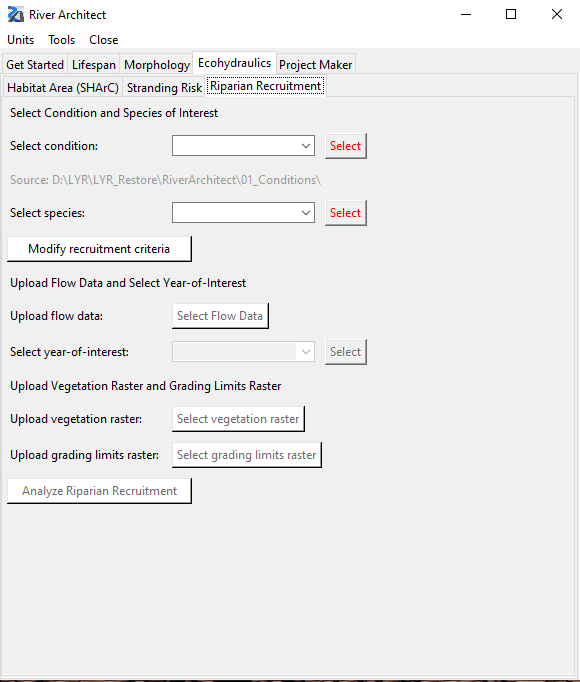 River Architect
Units Tools Close
Get Started Lifespan Morphology Ecohydraulics Project Maker
Habitat Area (SHArC) Stranding Risk Riparian Recruitment
Select Condition and Species of Interest
Select condition: Select
Source: D:\LYR\LYR_Restore\RiverArchitect\01_Conditions\
Select species: Select
Modify recruitment criteria
Upload Flow Data and Select Year-of-Interest
Upload flow data: Select Flow Data
Select year-of-interest: Select
Upload Vegetation Raster and Grading Limits Raster
Upload vegetation raster: Select vegetation raster
Upload grading limits raster: Select grading limits raster
Analyze Riparian Recruitment